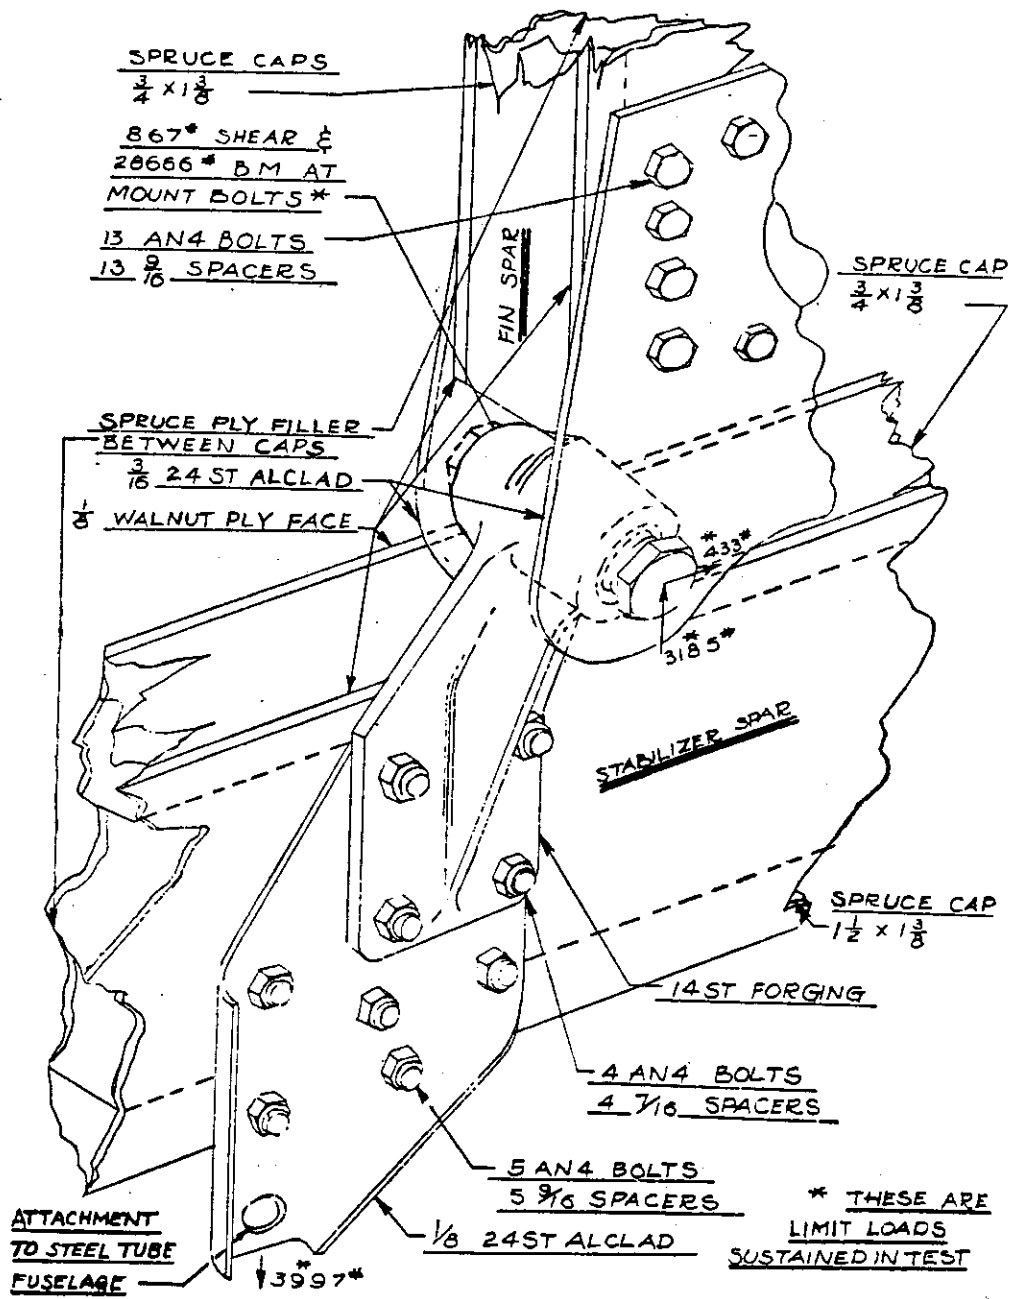 SPRUCE CAPS
3/4 x 1 3/8
867# SHEAR &
28666# BM AT
MOUNT BOLTS *
13 AN4 BOLTS
13 9/16 SPACERS
FIN SPAR
SPRUCE CAP
3/4 x 1 3/8
SPRUCE PLY FILLER
BETWEEN CAPS
3/16 24 ST ALCLAD
1/8 WALNUT PLY FACE
* 433#
* 3185#
STABILIZER SPAR
SPRUCE CAP
1 1/2 x 1 3/8
14ST FORGING
4 AN4 BOLTS
4 7/16 SPACERS
5 AN4 BOLTS
5 9/16 SPACERS
1/8 24ST ALCLAD
* THESE ARE
LIMIT LOADS
SUSTAINED IN TEST
ATTACHMENT
TO STEEL TUBE
FUSELAGE
* 3997#